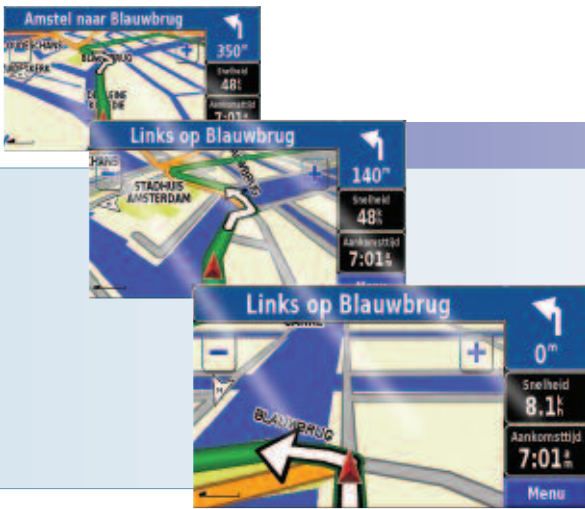 Amstel naar Blauwbrug
350m
Snelheid
48
7:01
Links op Blauwbrug
140m
STADHUIS
AMSTERDAM
Snelheid
48
Aankomsttijd
7:01
Links op Blauwbrug
0m
Snelheid
8.1
BLAUWBRUG
Aankomsttijd
7:01
Menu